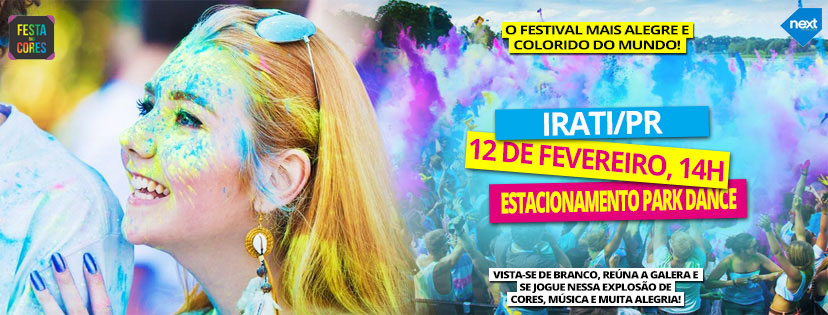 FESTA
DAS
CORES
O FESTIVAL MAIS ALEGRE E
COLORIDO DO MUNDO!
next
IRATI/PR
12 DE FEVEREIRO, 14H
ESTACIONAMENTO PARK DANCE
VISTA-SE DE BRANCO, REÚNA A GALERA E
SE JOGUE NESSA EXPLOSÃO DE
CORES, MÚSICA E MUITA ALEGRIA!